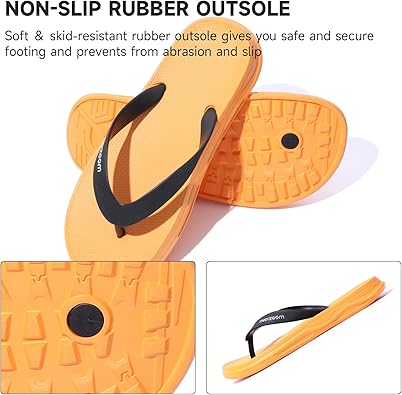 NON-SLIP RUBBER OUTSOLE
Soft & skid-resistant rubber outsole gives you safe and secure
footing and prevents from abrasion and slip